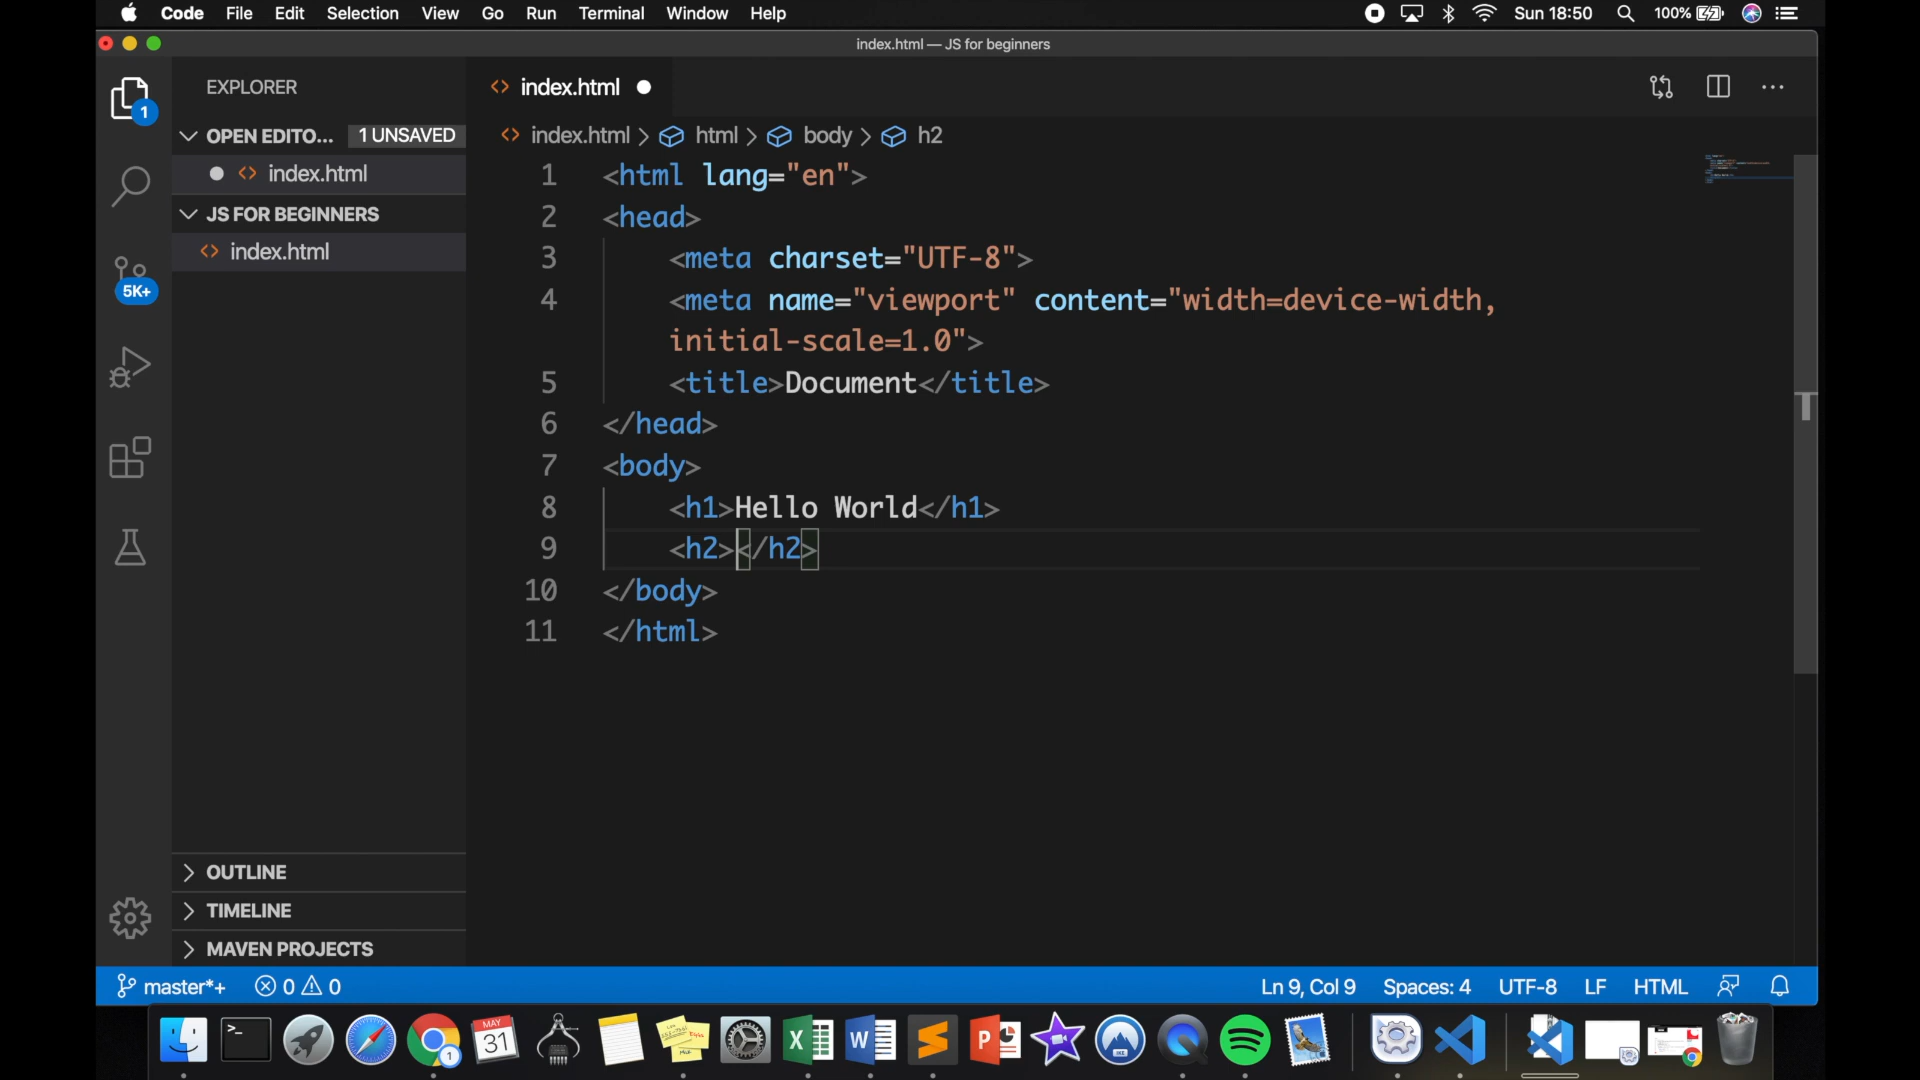 Code File Edit Selection View Go Run Terminal Window Help Sun 18:50 100%
index.html — JS for beginners
EXPLORER
1
OPEN EDITO... 1 UNSAVED
index.html
JS FOR BEGINNERS
index.html
5K+
OUTLINE
TIMELINE
MAVEN PROJECTS
index.html
index.html > html > body > h2
1 <html lang="en">
2 <head>
3 <meta charset="UTF-8">
4 <meta name="viewport" content="width=device-width,
initial-scale=1.0">
5 <title>Document</title>
6 </head>
7 <body>
8 <h1>Hello World</h1>
9 <h2></h2>
10 </body>
11 </html>
master*+ 0 0 Ln 9, Col 9 Spaces: 4 UTF-8 LF HTML
>_
1
MAY
31
X
W
S
P